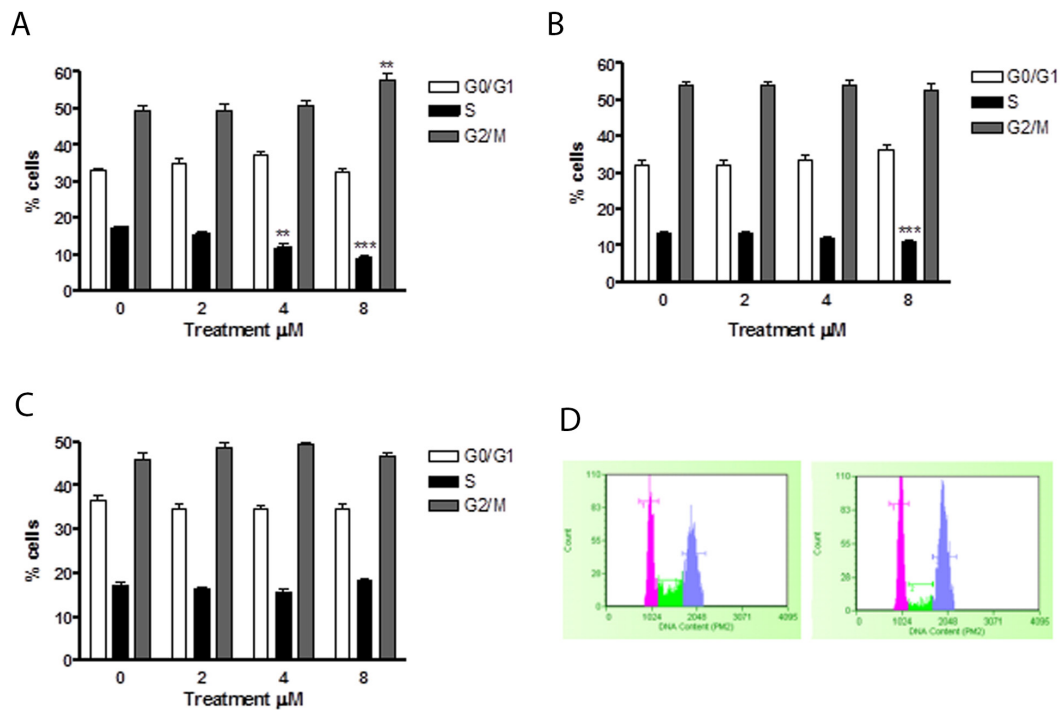 A
60
50
40
30
20
10
0
% cells
**
**
***
0 2 4 8
Treatment µM
G0/G1
S
G2/M
B
60
50
40
30
20
10
0
% cells
***
0 2 4 8
Treatment µM
G0/G1
S
G2/M
C
50
40
30
20
10
0
% cells
0 2 4 8
Treatment µM
G0/G1
S
G2/M
D
110
83
55
28
0
Count
0 1024 2048 3071 4095
DNA Content (PM2)
110
83
55
28
0
Count
0 1024 2048 3071 4095
DNA Content (PM2)